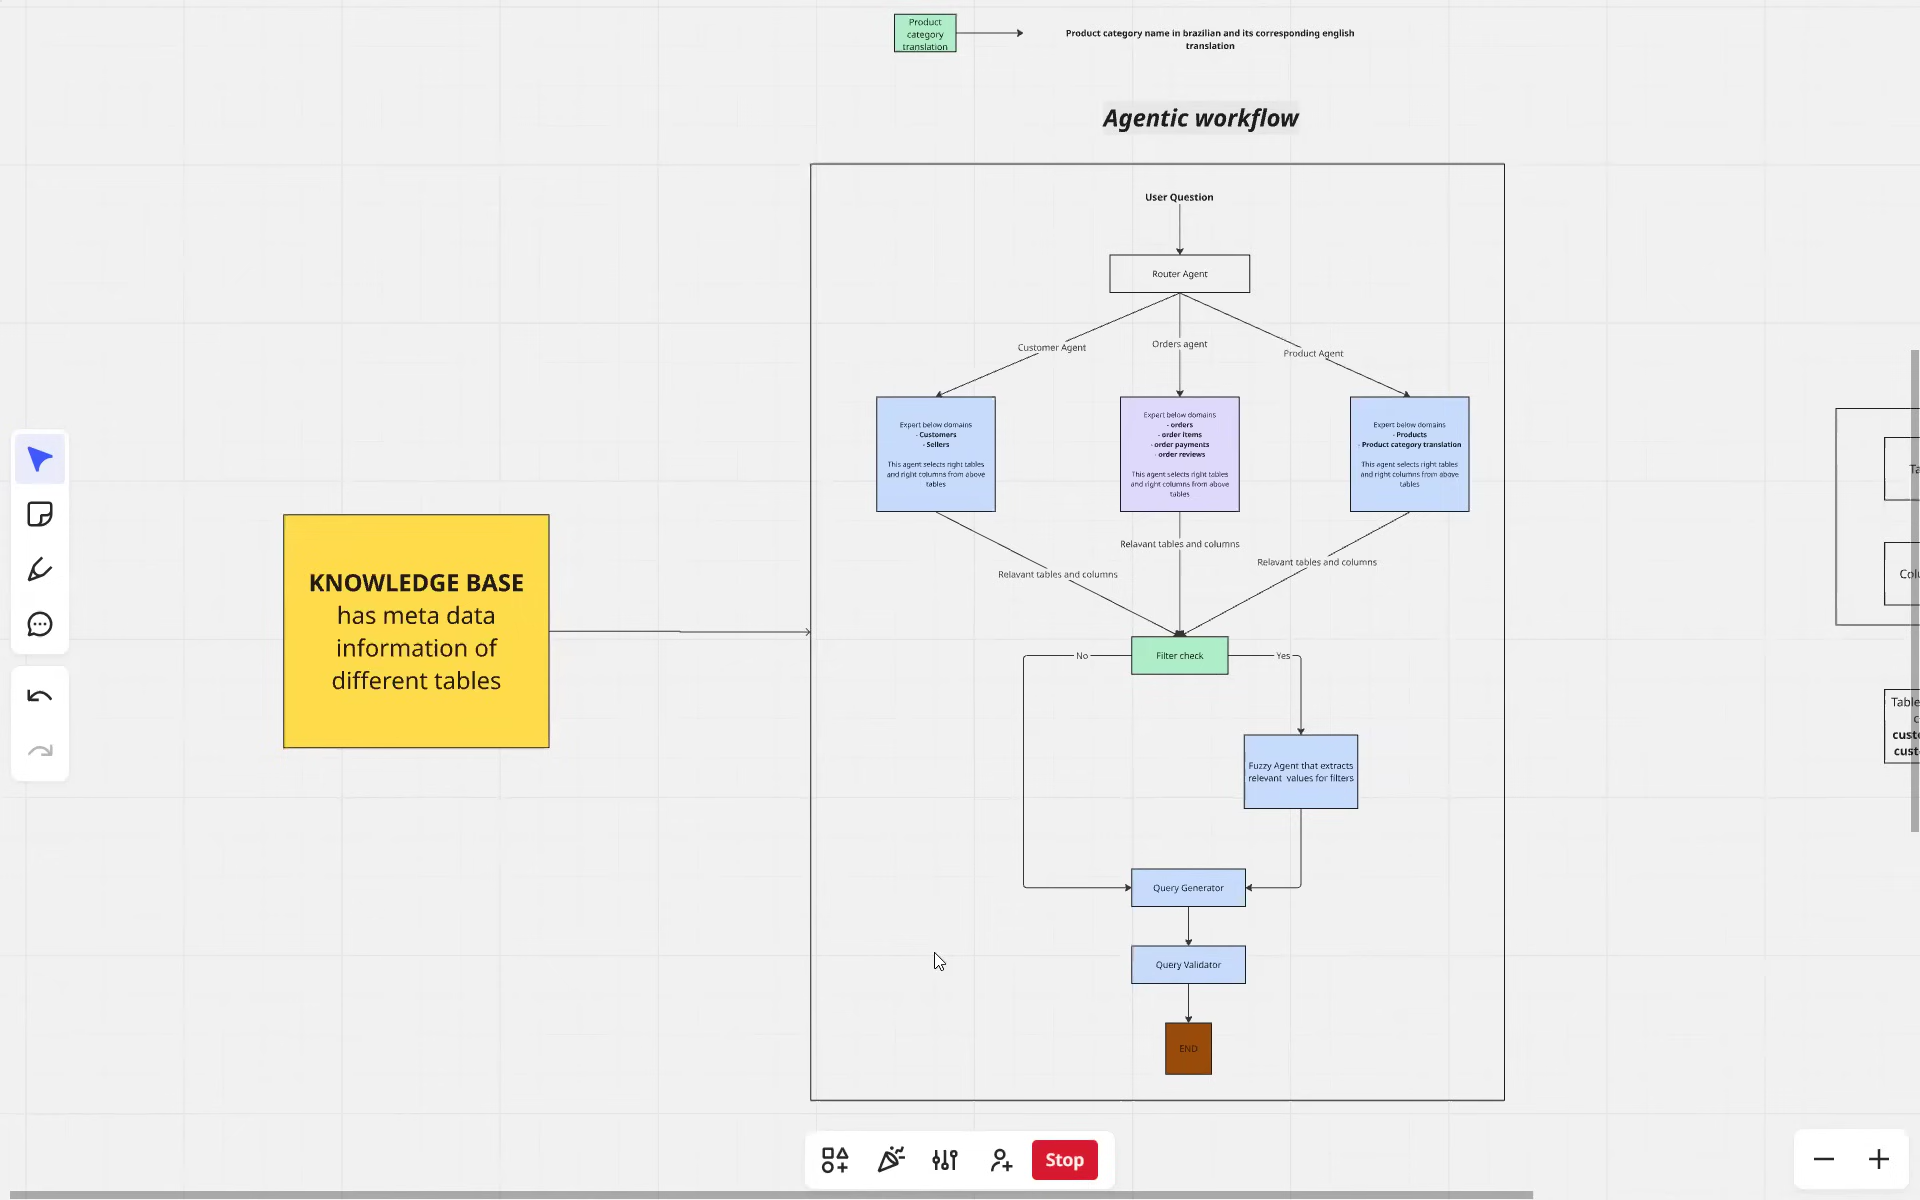 Product
category
translation
Product category name in brazilian and its corresponding english
translation
Agentic workflow
User Question
Router Agent
Customer Agent
Orders agent
Product Agent
Expert below domains
- Customers
- Sellers
This agent selects right tables
and right columns from above
tables
Expert below domains
- orders
- order items
- order payments
- order reviews
This agent selects right tables
and right columns from above
tables
Expert below domains
- Products
- Product category translation
This agent selects right tables
and right columns from above
tables
Relavant tables and columns
Relavant tables and columns
Relavant tables and columns
KNOWLEDGE BASE
has meta data
information of
different tables
No
Filter check
Yes
Fuzzy Agent that extracts
relevant values for filters
Query Generator
Query Validator
END
Ta
Colu
Table
c
cust
cust
Stop